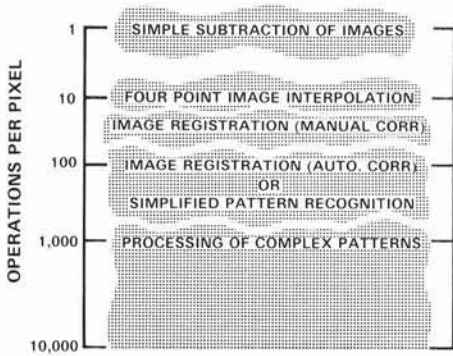 OPERATIONS PER PIXEL
1
SIMPLE SUBTRACTION OF IMAGES
10
FOUR POINT IMAGE INTERPOLATION
IMAGE REGISTRATION (MANUAL CORR)
100
IMAGE REGISTRATION (AUTO. CORR)
OR
SIMPLIFIED PATTERN RECOGNITION
1,000
PROCESSING OF COMPLEX PATTERNS
10,000